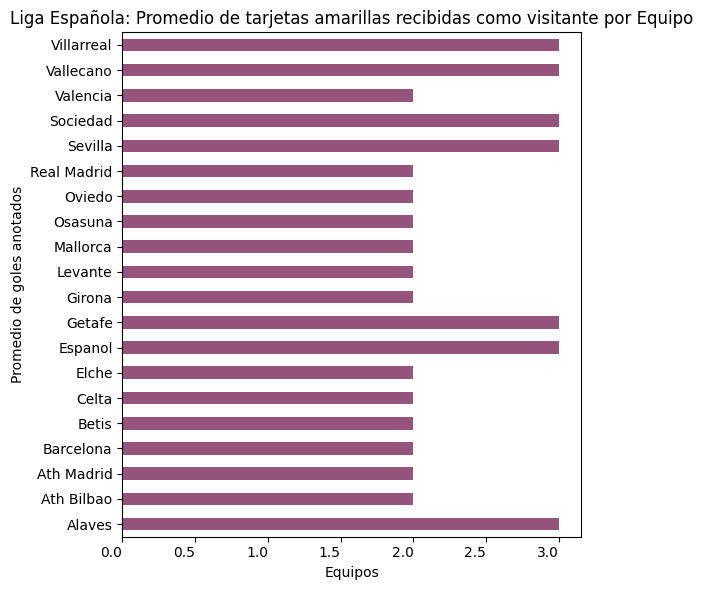 Liga Española: Promedio de tarjetas amarillas recibidas como visitante por Equipo
Promedio de goles anotados
Villarreal
Vallecano
Valencia
Sociedad
Sevilla
Real Madrid
Oviedo
Osasuna
Mallorca
Levante
Girona
Getafe
Espanol
Elche
Celta
Betis
Barcelona
Ath Madrid
Ath Bilbao
Alaves
0.0 0.5 1.0 1.5 2.0 2.5 3.0
Equipos